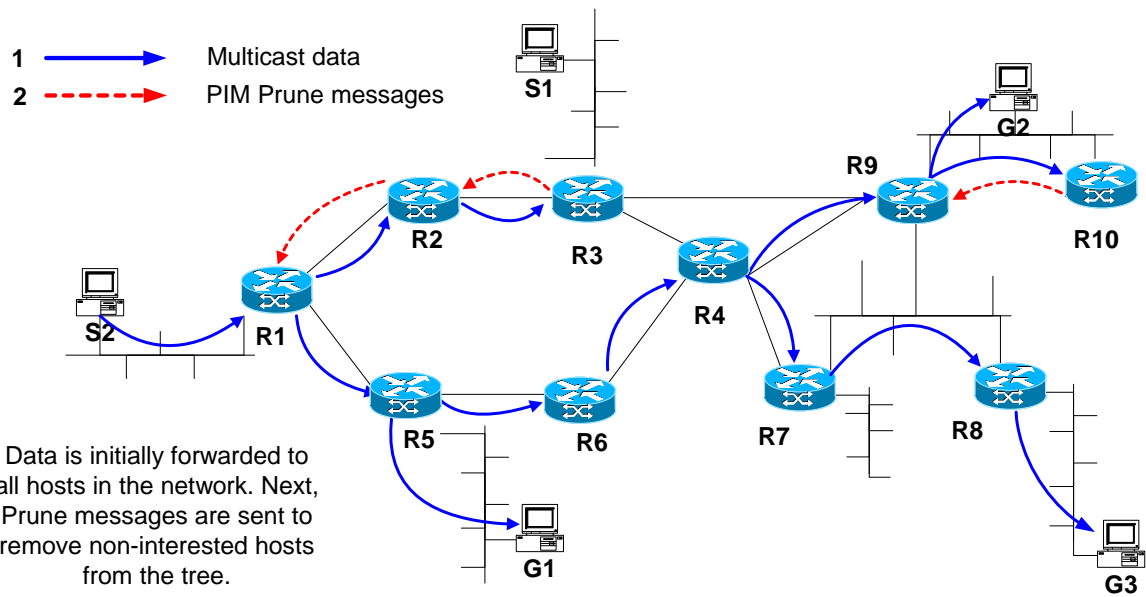 1 Multicast data
2 PIM Prune messages
S1
G2
R9
R2
R3
R10
R4
S2
R1
R5
R6
R7
R8
Data is initially forwarded to
all hosts in the network. Next,
Prune messages are sent to
remove non-interested hosts
from the tree.
G1
G3